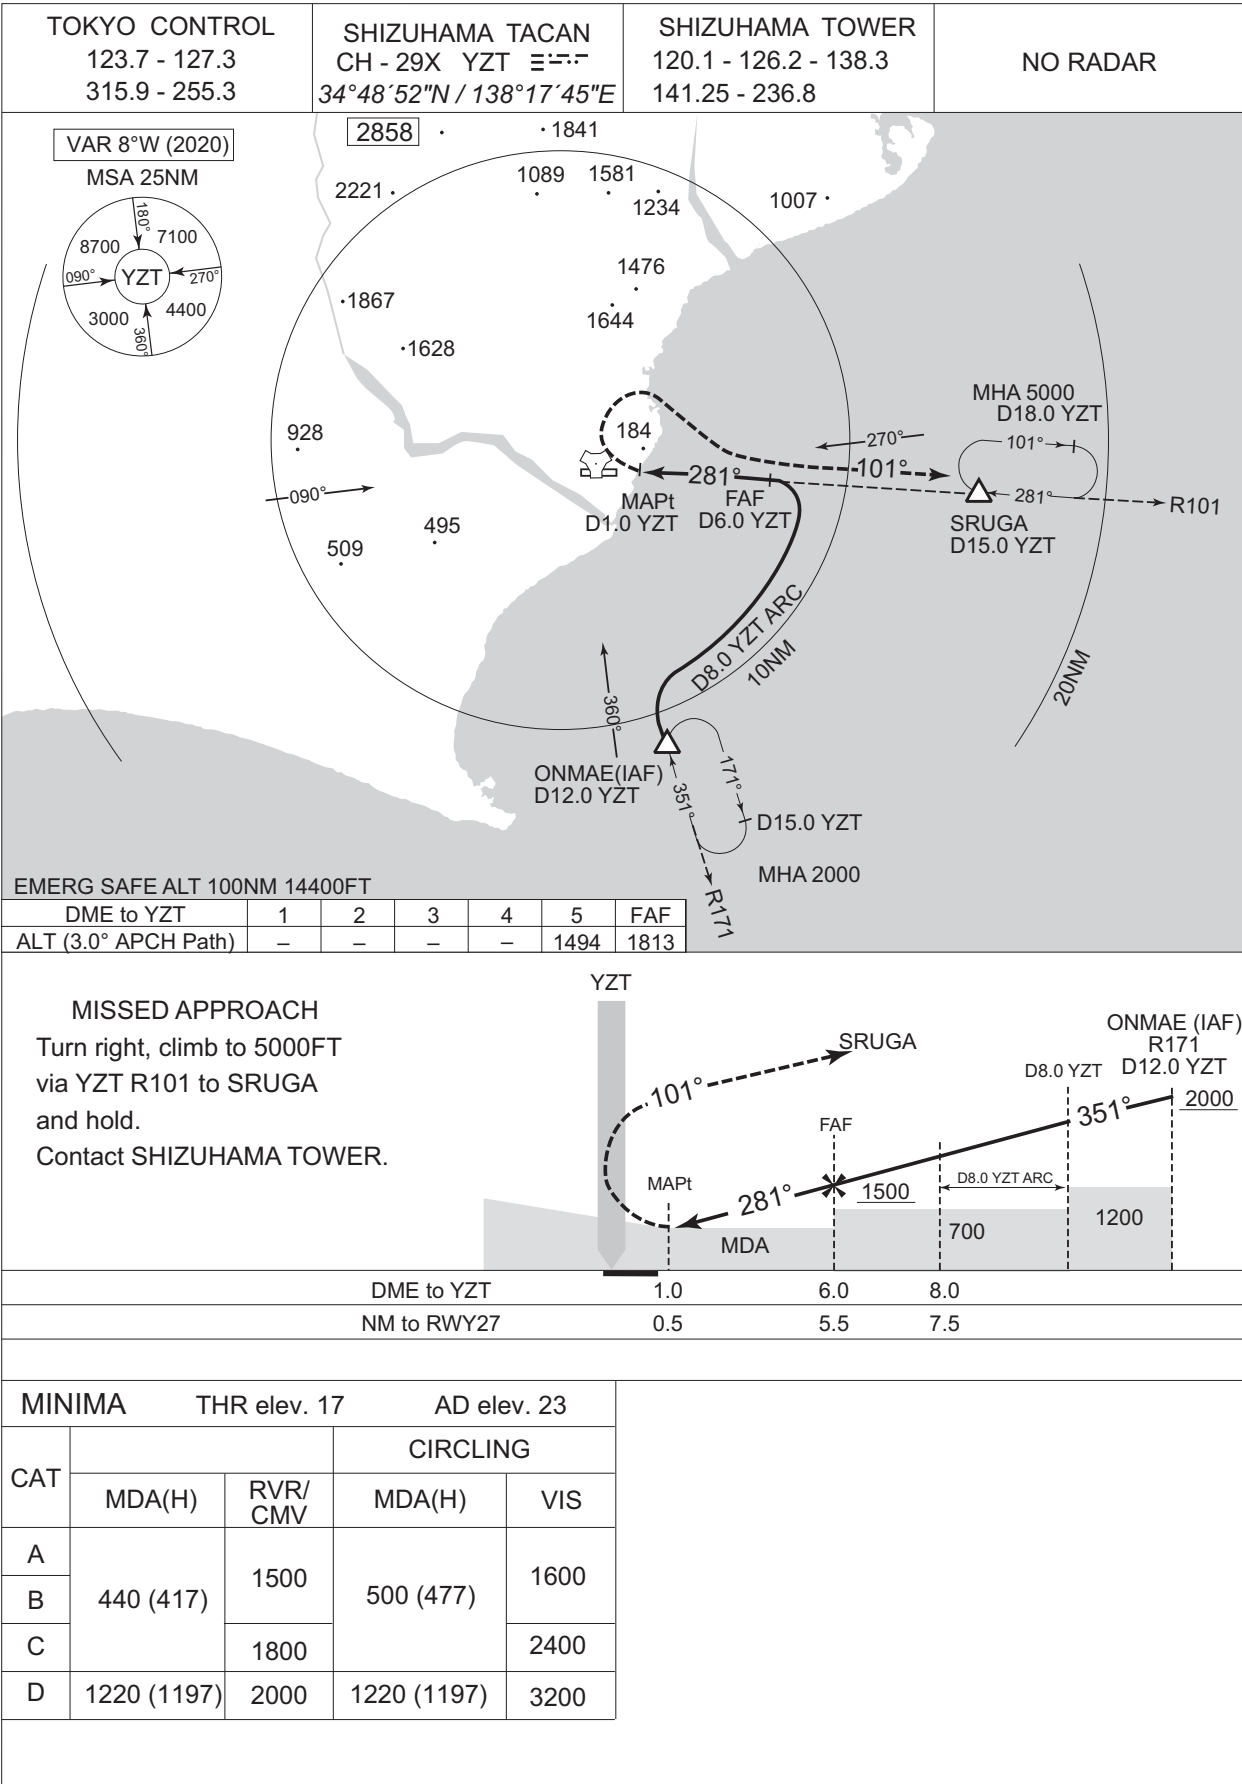 TOKYO CONTROL
123.7 - 127.3
315.9 - 255.3
SHIZUHAMA TACAN
CH - 29X YZT
34°48´52"N / 138°17´45"E
SHIZUHAMA TOWER
120.1 - 126.2 - 138.3
141.25 - 236.8
NO RADAR
VAR 8°W (2020)
MSA 25NM
180°
8700
7100
090°
YZT
270°
3000
4400
360°
2858
1841
2221
1089
1581
1234
1007
1476
1867
1644
1628
928
184
090°
495
509
270°
MHA 5000
D18.0 YZT
101°
281°
101°
281°
R101
MAPt
D1.0 YZT
FAF
D6.0 YZT
SRUGA
D15.0 YZT
D8.0 YZT ARC
10NM
20NM
360°
ONMAE(IAF)
D12.0 YZT
171°
351°
D15.0 YZT
MHA 2000
R171
EMERG SAFE ALT 100NM 14400FT
DME to YZT 1 2 3 4 5 FAF
ALT (3.0° APCH Path) – – – – 1494 1813
MISSED APPROACH
Turn right, climb to 5000FT
via YZT R101 to SRUGA
and hold.
Contact SHIZUHAMA TOWER.
YZT
SRUGA
101°
ONMAE (IAF)
R171
D12.0 YZT
D8.0 YZT
2000
351°
FAF
MAPt
281°
1500
D8.0 YZT ARC
MDA
700
1200
DME to YZT 1.0 6.0 8.0
NM to RWY27 0.5 5.5 7.5
MINIMA THR elev. 17 AD elev. 23
CAT
CIRCLING
MDA(H)
RVR/
CMV
MDA(H)
VIS
A
B
440 (417)
1500
500 (477)
1600
C
1800
2400
D 1220 (1197) 2000 1220 (1197) 3200